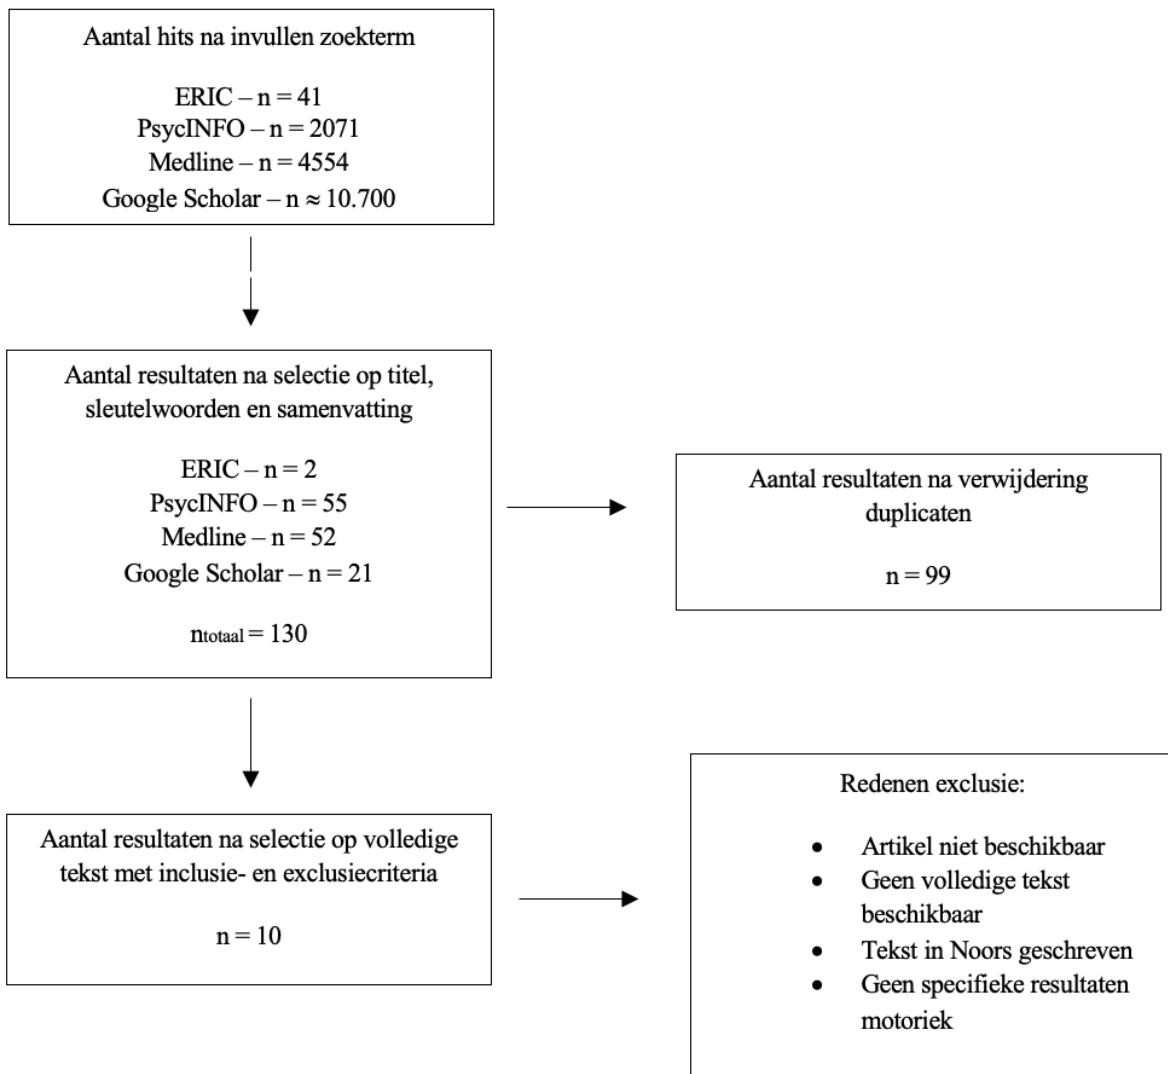 Aantal hits na invullen zoekterm
ERIC – n = 41
PsycINFO – n = 2071
Medline – n = 4554
Google Scholar – n ≈ 10.700
Aantal resultaten na selectie op titel,
sleutelwoorden en samenvatting
ERIC – n = 2
PsycINFO – n = 55
Medline – n = 52
Google Scholar – n = 21
ntotaal = 130
Aantal resultaten na verwijdering
duplicaten
n = 99
Aantal resultaten na selectie op volledige
tekst met inclusie- en exclusiecriteria
n = 10
Redenen exclusie:
• Artikel niet beschikbaar
• Geen volledige tekst
beschikbaar
• Tekst in Noors geschreven
• Geen specifieke resultaten
motoriek